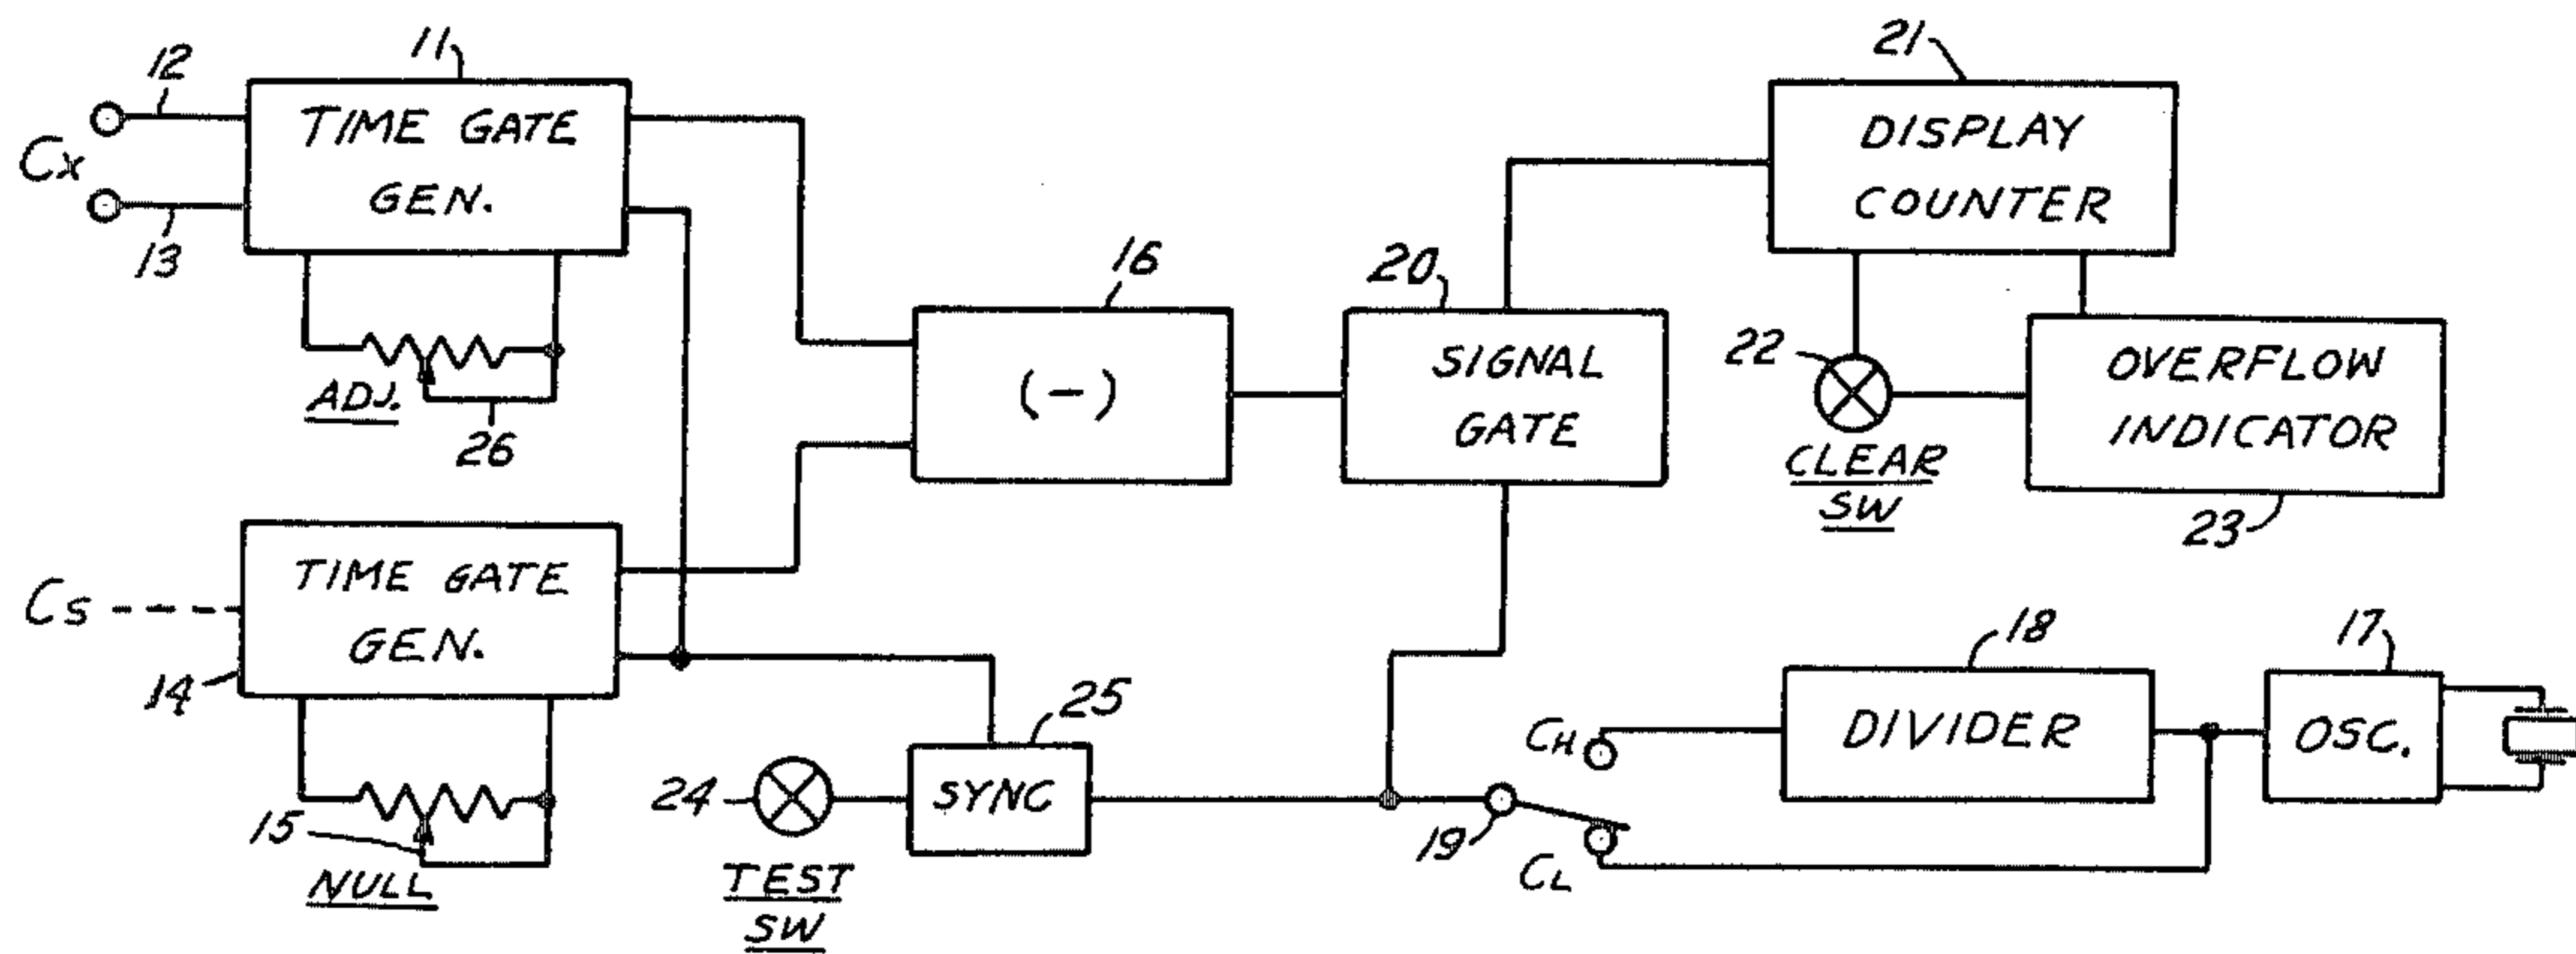 11
12
TIME GATE
GEN.
Cx
13
ADJ.
26
16
(-)
20
SIGNAL
GATE
21
DISPLAY
COUNTER
22
CLEAR
SW
OVERFLOW
INDICATOR
23
Cs
TIME GATE
GEN.
14
15
NULL
25
SYNC
24
TEST
SW
19
CH
CL
18
DIVIDER
17
OSC.